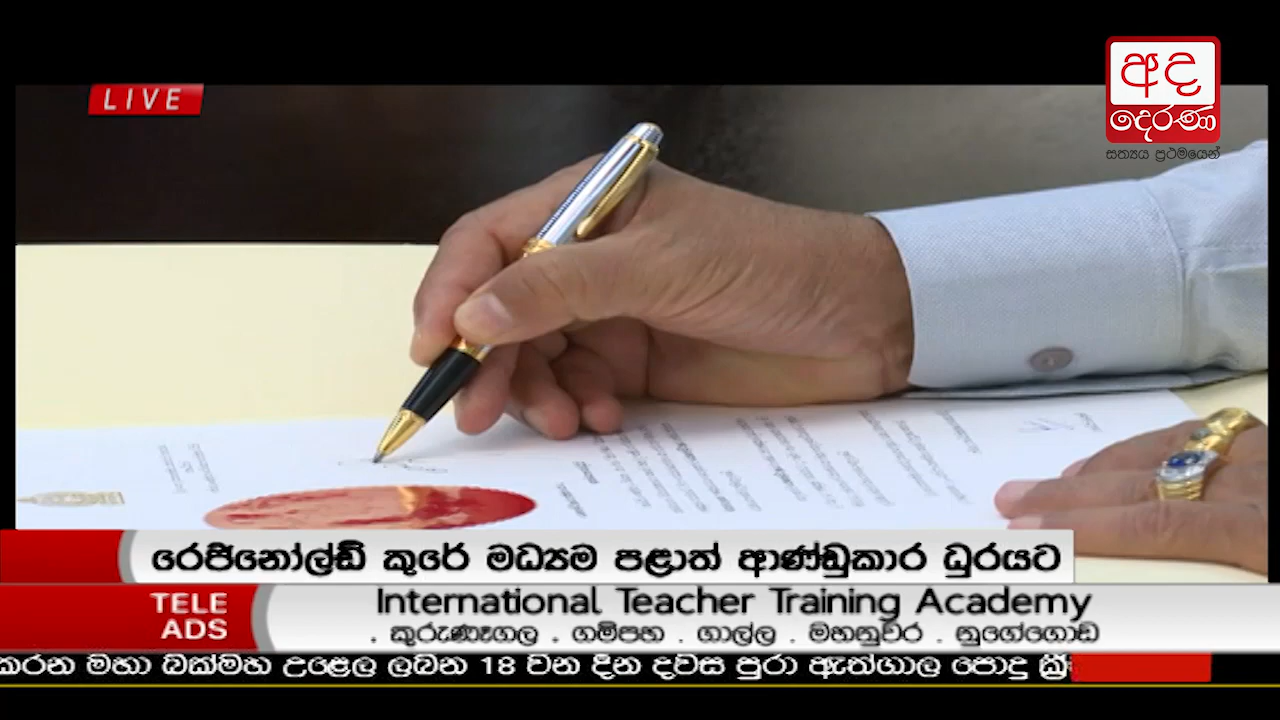 LIVE
අද
දෙරණ
සත්‍යය ප්‍රථමයෙන්
රෙජිනෝල්ඩ් කුරේ මධ්‍යම පළාත් ආණ්ඩුකාර ධුරයට
TELE ADS
International Teacher Training Academy
. කුරුණෑගල . ගම්පහ . ගාල්ල . මහනුවර . නුගේගොඩ
කරන මහා බක්මහ උළෙල ලබන 18 වන දින දවස පුරා ඇත්ගාල පොදු